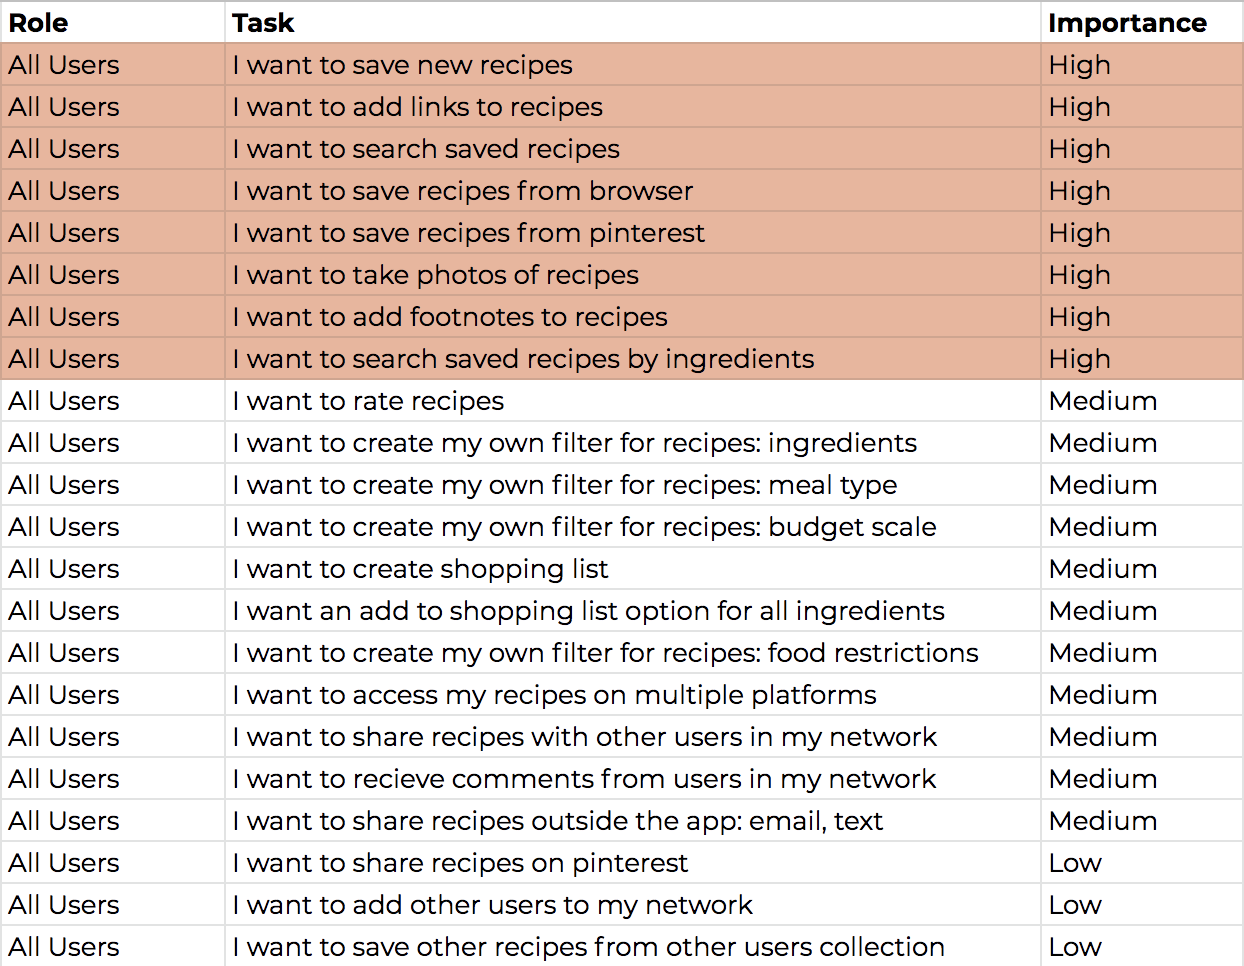 Role Task Importance
All Users I want to save new recipes High
All Users I want to add links to recipes High
All Users I want to search saved recipes High
All Users I want to save recipes from browser High
All Users I want to save recipes from pinterest High
All Users I want to take photos of recipes High
All Users I want to add footnotes to recipes High
All Users I want to search saved recipes by ingredients High
All Users I want to rate recipes Medium
All Users I want to create my own filter for recipes: ingredients Medium
All Users I want to create my own filter for recipes: meal type Medium
All Users I want to create my own filter for recipes: budget scale Medium
All Users I want to create shopping list Medium
All Users I want an add to shopping list option for all ingredients Medium
All Users I want to create my own filter for recipes: food restrictions Medium
All Users I want to access my recipes on multiple platforms Medium
All Users I want to share recipes with other users in my network Medium
All Users I want to recieve comments from users in my network Medium
All Users I want to share recipes outside the app: email, text Medium
All Users I want to share recipes on pinterest Low
All Users I want to add other users to my network Low
All Users I want to save other recipes from other users collection Low